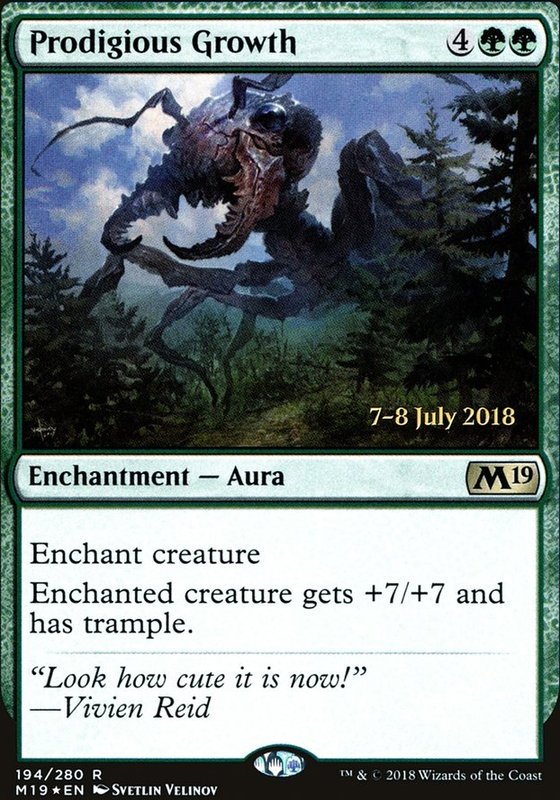 Prodigious Growth 4
7–8 July 2018
Enchantment — Aura M19
Enchant creature
Enchanted creature gets +7/+7 and
has trample.
“Look how cute it is now!”
—Vivien Reid
194/280 R
M19★EN Svetlin Velinov ™ & © 2018 Wizards of the Coast